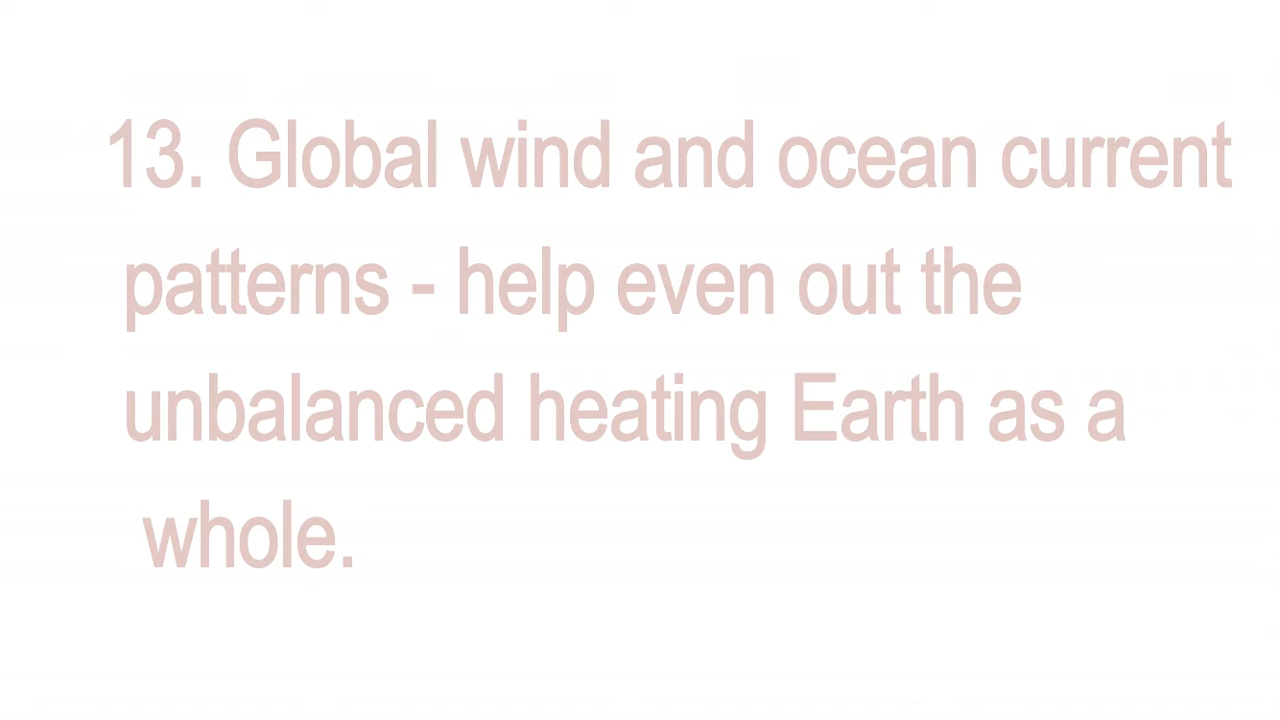 13. Global wind and ocean current
patterns - help even out the
unbalanced heating Earth as a
whole.